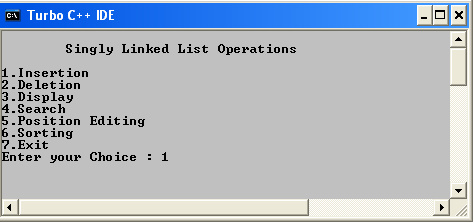 Turbo C++ IDE
Singly Linked List Operations
1.Insertion
2.Deletion
3.Display
4.Search
5.Position Editing
6.Sorting
7.Exit
Enter your Choice : 1